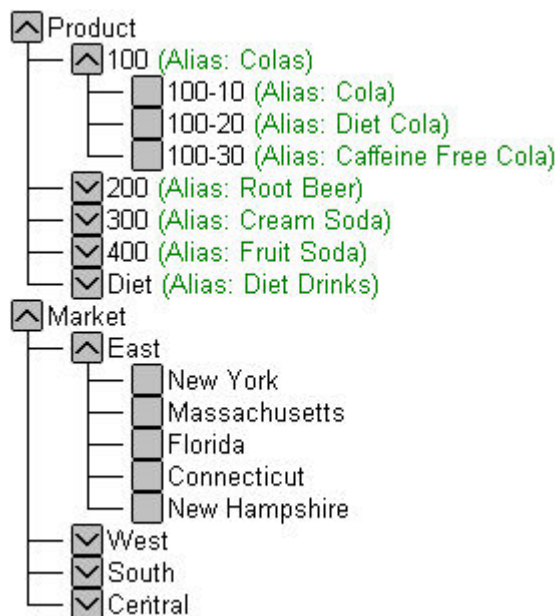 Product
100 (Alias: Colas)
100-10 (Alias: Cola)
100-20 (Alias: Diet Cola)
100-30 (Alias: Caffeine Free Cola)
200 (Alias: Root Beer)
300 (Alias: Cream Soda)
400 (Alias: Fruit Soda)
Diet (Alias: Diet Drinks)
Market
East
New York
Massachusetts
Florida
Connecticut
New Hampshire
West
South
Central